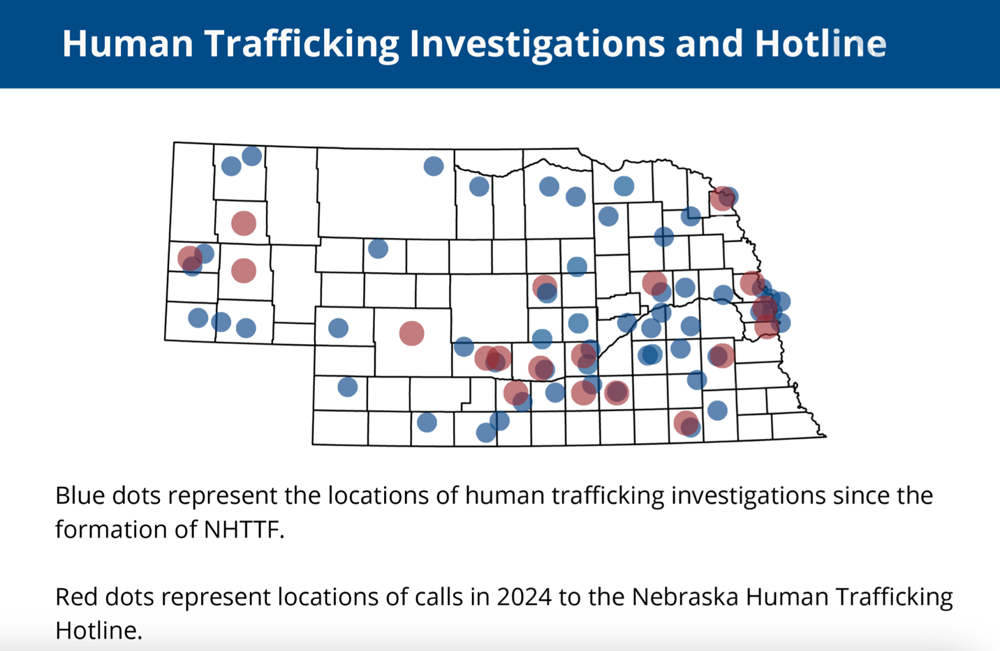 Human Trafficking Investigations and Hotline
Blue dots represent the locations of human trafficking investigations since the
formation of NHTTF.
Red dots represent locations of calls in 2024 to the Nebraska Human Trafficking
Hotline.